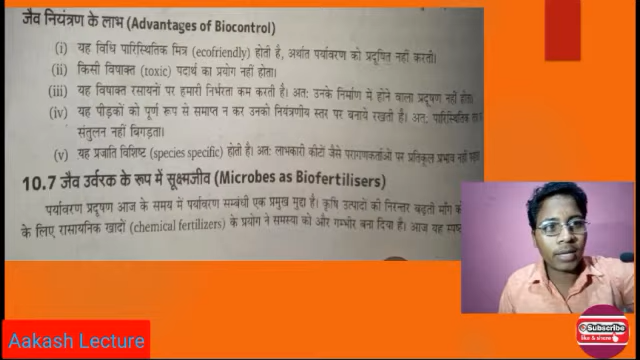 जैव नियंत्रण के लाभ (Advantages of Biocontrol)
(i) यह विधि पारिस्थितिक मित्र (ecofriendly) होती है, अर्थात पर्यावरण को प्रदूषित नहीं करती।
(ii) किसी विषाक्त (toxic) पदार्थ का प्रयोग नहीं होता।
(iii) यह विषाक्त रसायनों पर हमारी निर्भरता कम करती है। अतः उनके निर्माण में होने वाला प्रदूषण नहीं होता।
(iv) यह पीड़कों को पूर्ण रूप से समाप्त न कर उनको नियंत्रणीय स्तर पर बनाये रखती है। अतः पारिस्थितिक
संतुलन नहीं बिगड़ता।
(v) यह प्रजाति विशिष्ट (species specific) होती है। अतः लाभकारी कीटों जैसे परागणकर्ताओं पर प्रतिकूल प्रभाव नहीं
10.7 जैव उर्वरक के रूप में सूक्ष्मजीव (Microbes as Biofertilisers)
पर्यावरण प्रदूषण आज के समय में पर्यावरण सम्बंधी एक प्रमुख मुद्दा है। कृषि उत्पादों की निरन्तर बढ़ती माँग को
के लिए रासायनिक खादों (chemical fertilizers) के प्रयोग ने समस्या को और गम्भीर बना दिया है। आज यह स्पष्ट
Aakash Lecture
Subscribe
like & share